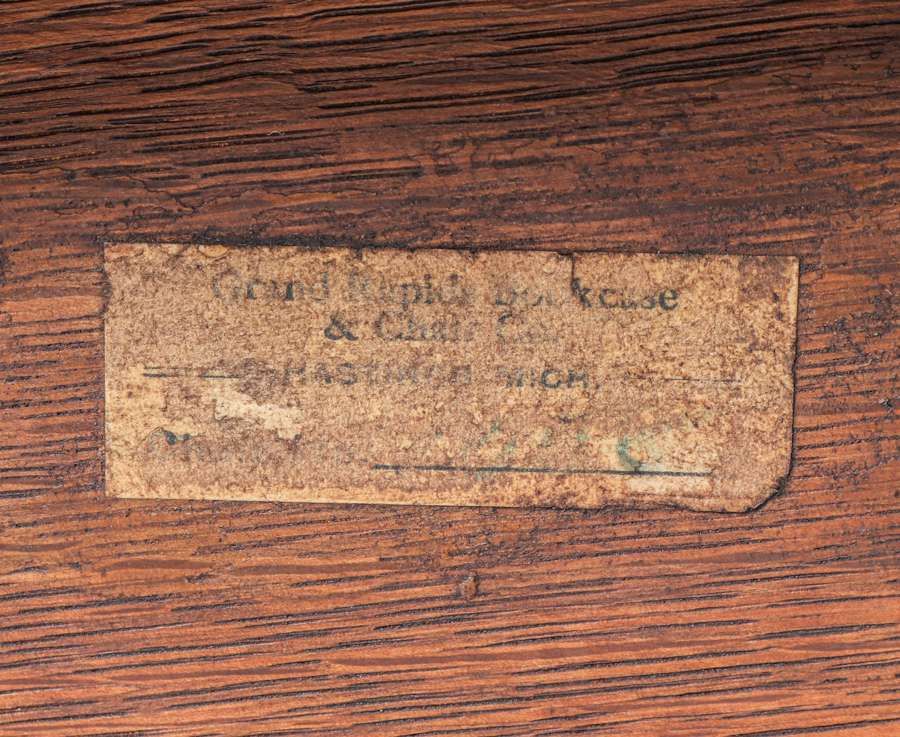 Grand Rapids Bookcase
& Chair Co.
HASTINGS MICH.